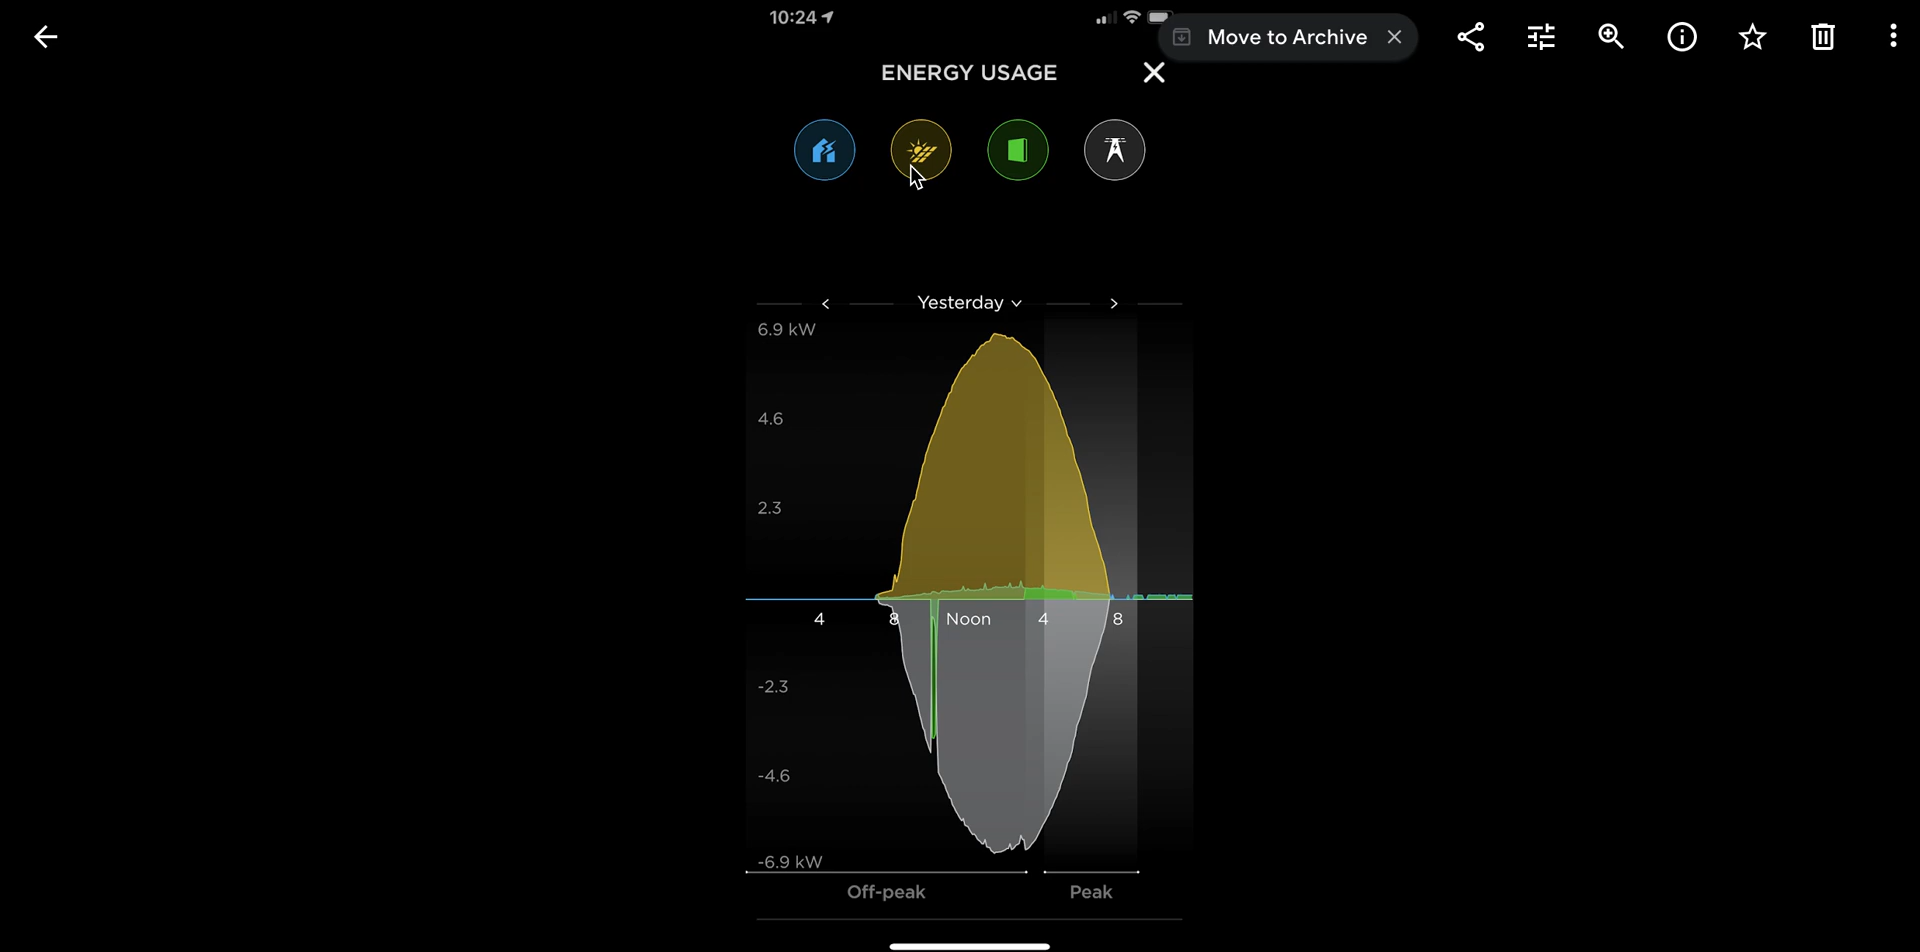 10:24
Move to Archive
ENERGY USAGE
Yesterday
6.9 kW
4.6
2.3
4 8 Noon 4 8
-2.3
-4.6
-6.9 kW
Off-peak Peak